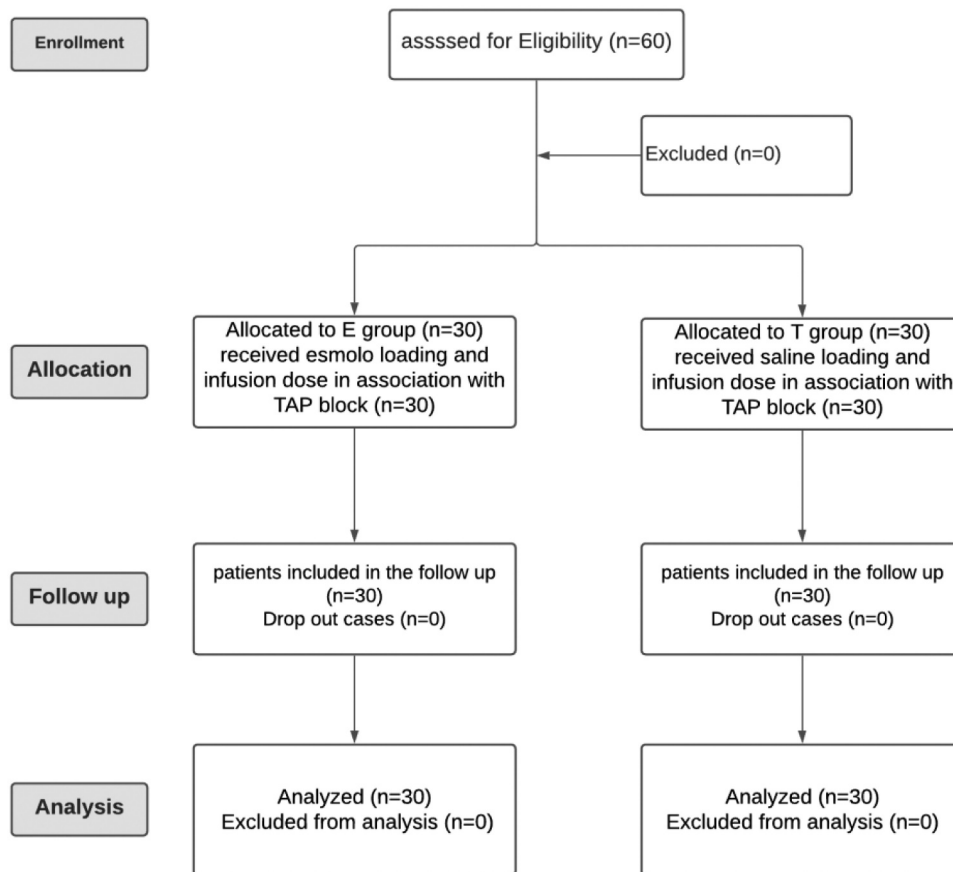 Enrollment
assssed for Eligibility (n=60)
Excluded (n=0)
Allocation
Allocated to E group (n=30)
received esmolo loading and
infusion dose in association with
TAP block (n=30)
Allocated to T group (n=30)
received saline loading and
infusion dose in association with
TAP block (n=30)
Follow up
patients included in the follow up
(n=30)
Drop out cases (n=0)
patients included in the follow up
(n=30)
Drop out cases (n=0)
Analysis
Analyzed (n=30)
Excluded from analysis (n=0)
Analyzed (n=30)
Excluded from analysis (n=0)